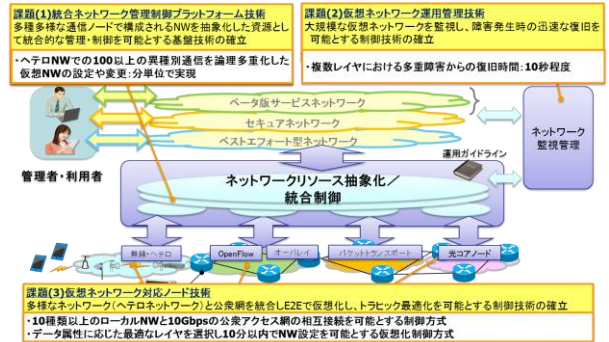 課題(1)統合ネットワーク管理制御プラットフォーム技術
多種多様な通信ノードで構成されるNWを抽象化した資源とし
て統合的な管理・制御を可能とする基盤技術の確立
・ヘテロNWでの100以上の異種別通信を論理多重化した
仮想NWの設定や変更:分単位で実現
課題(2)仮想ネットワーク運用管理技術
大規模な仮想ネットワークを監視し、障害発生時の迅速な復旧
を可能とする制御技術の確立
・複数レイヤにおける多重障害からの復旧時間:10秒程度
ベータ版サービスネットワーク
セキュアネットワーク
ベストエフォート型ネットワーク
管理者・利用者
ネットワーク
監視管理
運用ガイドライン
ネットワークリソース抽象化/
統合制御
無線・ヘテロ
OpenFlow
オーバレイ
パケットトランスポート
光コアノード
課題(3)仮想ネットワーク対応ノード技術
多様なネットワーク(ヘテロネットワーク)と公衆網を統合しE2Eで仮想化し、トラヒック最適化を可能とする制御技術の確立
・10種類以上のローカルNWと10Gbpsの公衆アクセス網の相互接続を可能とする制御方式
・データ属性に応じた最適なレイヤを選択し10分以内でNW設定を可能とする仮想化制御方式